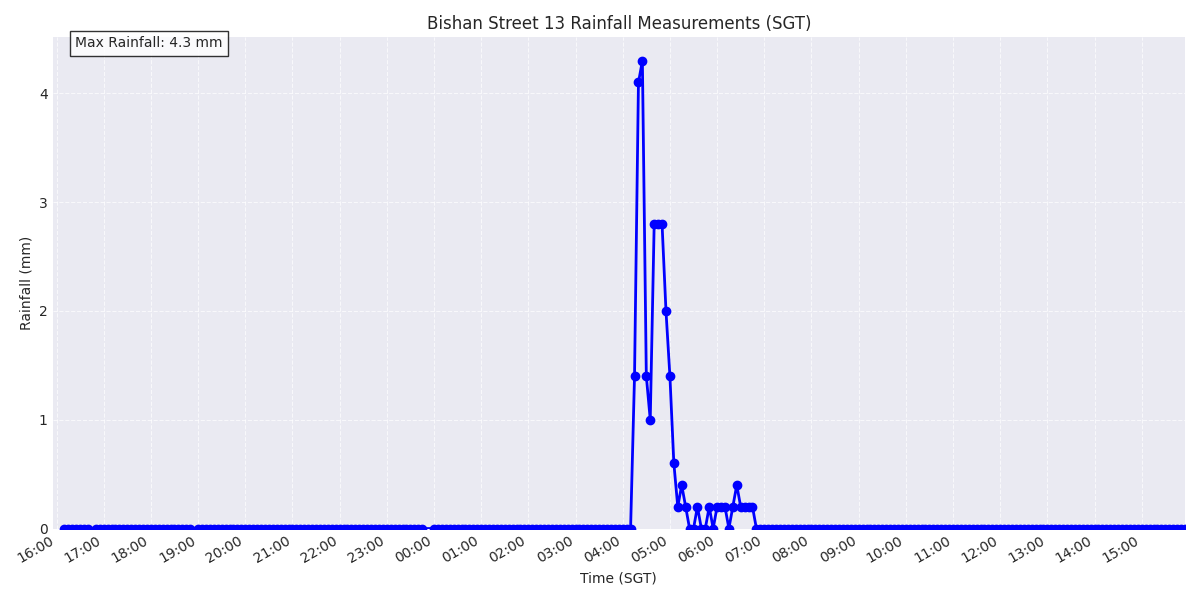 Bishan Street 13 Rainfall Measurements (SGT)
Max Rainfall: 4.3 mm
Rainfall (mm)
4
3
2
1
0
16:00 17:00 18:00 19:00 20:00 21:00 22:00 23:00 00:00 01:00 02:00 03:00 04:00 05:00 06:00 07:00 08:00 09:00 10:00 11:00 12:00 13:00 14:00 15:00
Time (SGT)